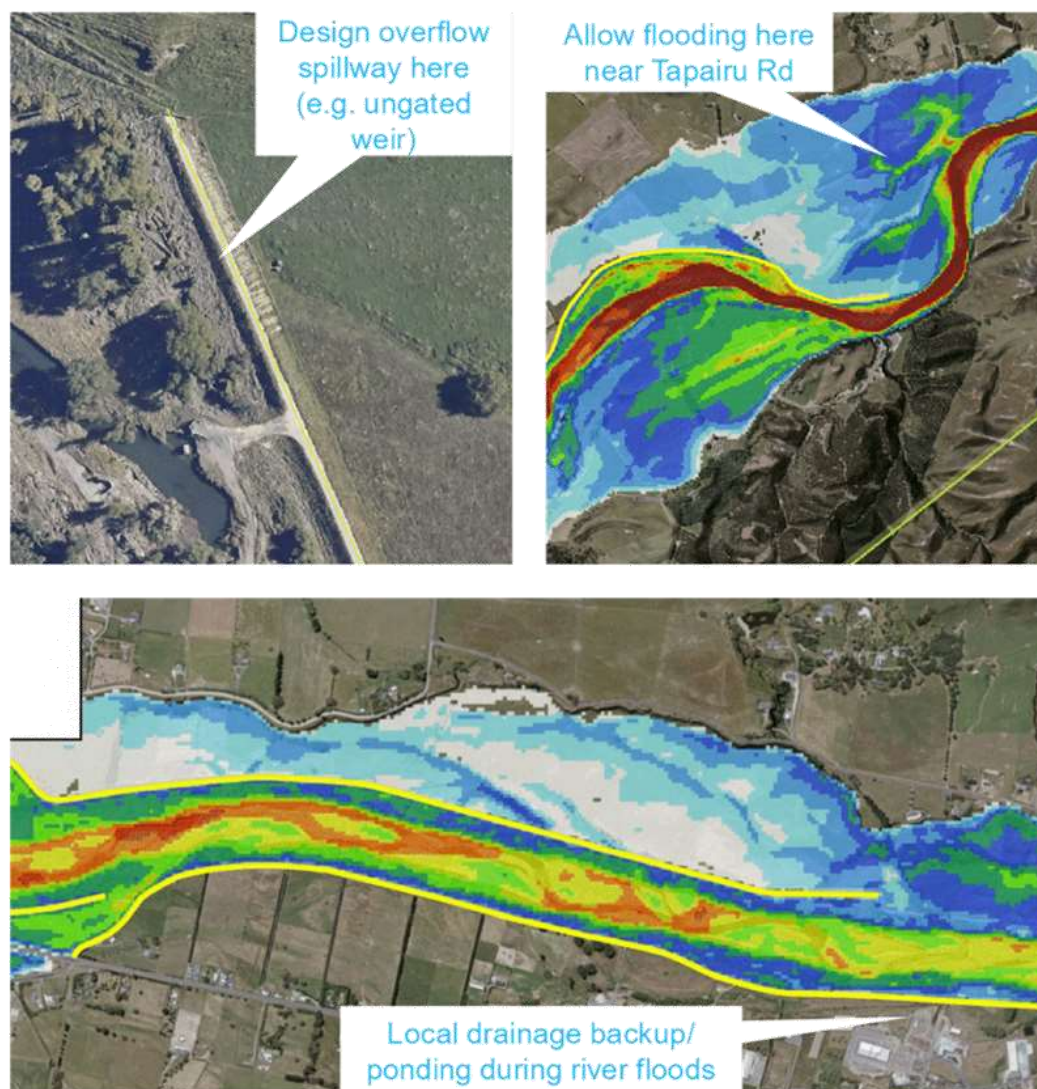 Design overflow
spillway here
(e.g. ungated
weir)
Allow flooding here
near Tapairu Rd
Local drainage backup/
ponding during river floods